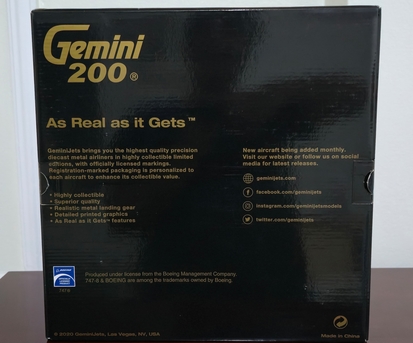 Gemini
200®
As Real as it Gets™
GeminiJets brings you the highest quality precision
diecast metal airliners in highly collectible limited
editions, with officially licensed markings.
Registration-marked packaging is personalized to
each aircraft to enhance its collectible value.
• Highly collectible
• Superior quality
• Realistic metal landing gear
• Detailed printed graphics
• As Real as it Gets™ features
New aircraft being added monthly.
Visit our website or follow us on social
media for latest releases.
geminijets.com
facebook.com/geminijets
instagram.com/geminijetsmodels
twitter.com/geminijets
BOEING
Produced under license from the Boeing Management Company.
747-8 & BOEING are among the trademarks owned by Boeing.
© 2020 GeminiJets, Las Vegas, NV, USA
Made in China